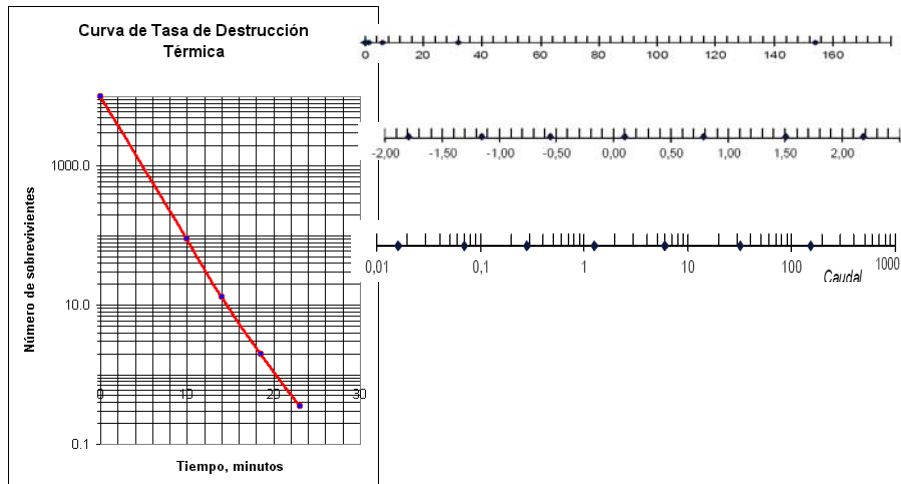 Curva de Tasa de Destrucción
Térmica
Número de sobrevivientes
1000.0
10.0
0.1
0 10 20 30
Tiempo, minutos
0 20 40 60 80 100 120 140 160
-2,00 -1,50 -1,00 -0,50 0,00 0,50 1,00 1,50 2,00
0,01 0,1 1 10 100 1000
Caudal